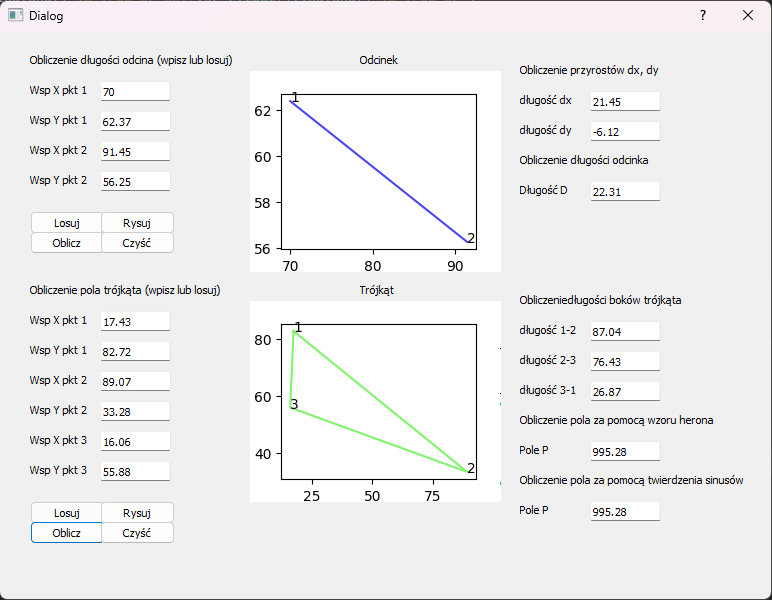 Dialog
?
Obliczenie długości odcina (wpisz lub losuj)
Wsp X pkt 1 70
Wsp Y pkt 1 62.37
Wsp X pkt 2 91.45
Wsp Y pkt 2 56.25
Losuj Rysuj
Oblicz Czyść
Odcinek
1
62
60
58
2
56
70 80 90
Obliczenie przyrostów dx, dy
długość dx 21.45
długość dy -6.12
Obliczenie długości odcinka
Długość D 22.31
Obliczenie pola trójkąta (wpisz lub losuj)
Wsp X pkt 1 17.43
Wsp Y pkt 1 82.72
Wsp X pkt 2 89.07
Wsp Y pkt 2 33.28
Wsp X pkt 3 16.06
Wsp Y pkt 3 55.88
Losuj Rysuj
Oblicz Czyść
Trójkąt
1
80
60
3
40
2
25 50 75
Obliczeniedługości boków trójkąta
długość 1-2 87.04
długość 2-3 76.43
długość 3-1 26.87
Obliczenie pola za pomocą wzoru herona
Pole P 995.28
Obliczenie pola za pomocą twierdzenia sinusów
Pole P 995.28